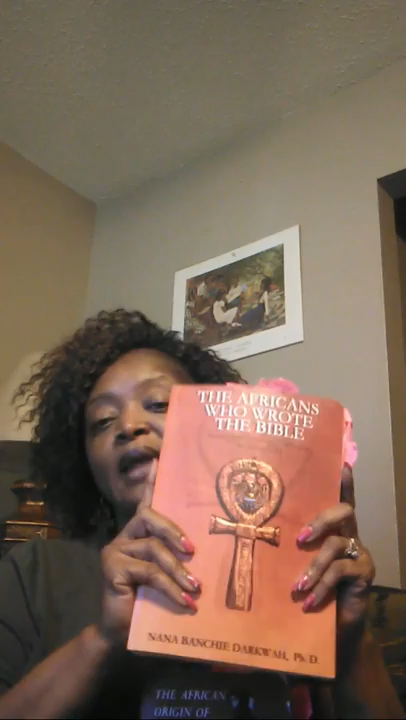 THE AFRICANS
WHO WROTE
THE BIBLE
NANA BANCHIE DARKWAH, Ph. D.
THE AFRICAN
ORIGIN OF